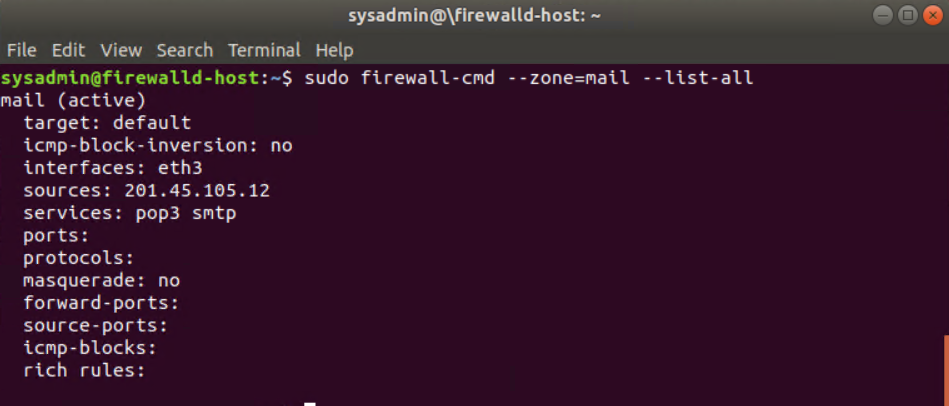 sysadmin@\firewalld-host: ~
File Edit View Search Terminal Help
sysadmin@firewalld-host:~$ sudo firewall-cmd --zone=mail --list-all
mail (active)
  target: default
  icmp-block-inversion: no
  interfaces: eth3
  sources: 201.45.105.12
  services: pop3 smtp
  ports:
  protocols:
  masquerade: no
  forward-ports:
  source-ports:
  icmp-blocks:
  rich rules: